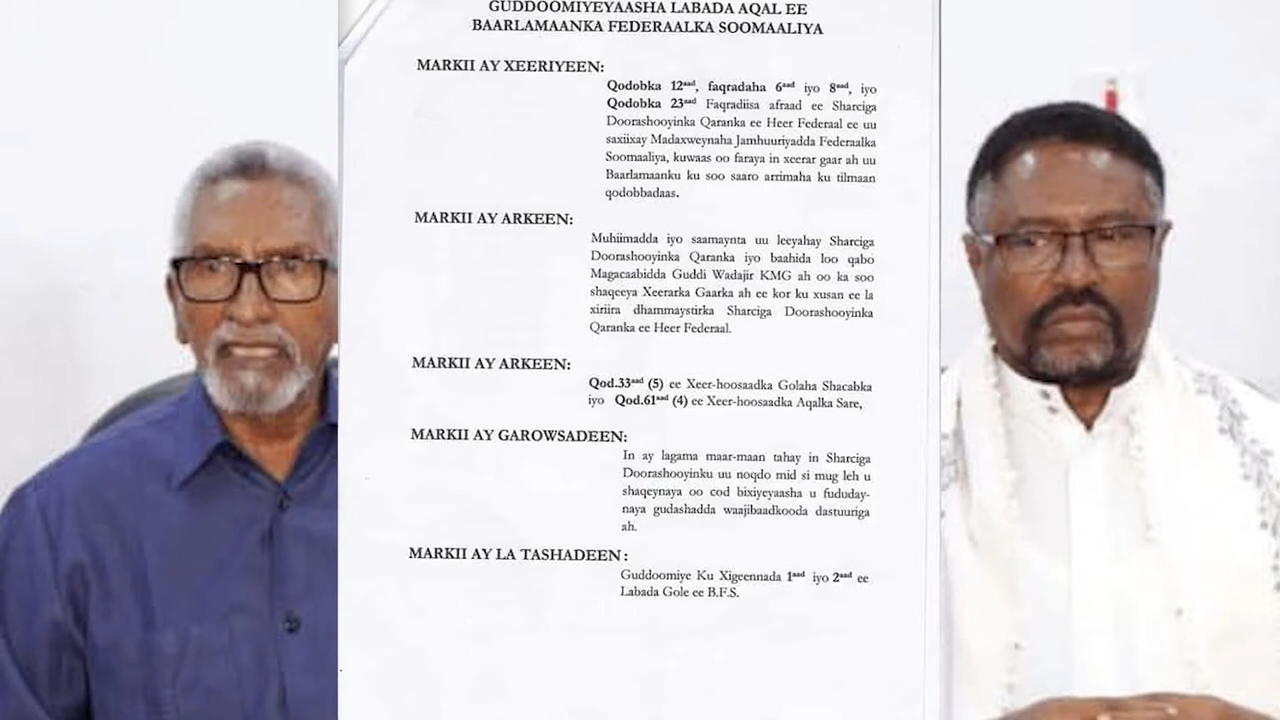 GUDDOOMIYEYAASHA LABADA AQAL EE
BAARLAMAANKA FEDERAALKA SOOMAALIYA
MARKII AY XEERIYEEN:
Qodobka 12aad, faqradaha 6aad iyo 8aad, iyo
Qodobka 23aad Faqradiisa afraad ee Sharciga
Doorashooyinka Qaranka ee Heer Federaal ee uu
saxiixay Madaxweynaha Jamhuuriyadda Federaalka
Soomaaliya, kuwaas oo faraya in xeerar gaar ah uu
Baarlamaanku ku soo saaro arrimaha ku tilmaan
qodobbadaas.
MARKII AY ARKEEN:
Muhiimadda iyo saamaynta uu leeyahay Sharciga
Doorashooyinka Qaranka iyo baahida loo qabo
Magacaabidda Guddi Wadajir KMG ah oo ka soo
shaqeeya Xeerarka Gaarka ah ee kor ku xusan ee la
xiriira dhammaystirka Sharciga Doorashooyinka
Qaranka ee Heer Federaal.
MARKII AY ARKEEN:
Qod.33aad (5) ee Xeer-hoosaadka Golaha Shacabka
iyo Qod.61aad (4) ee Xeer-hoosaadka Aqalka Sare,
MARKII AY GAROWSADEEN:
In ay lagama maar-maan tahay in Sharciga
Doorashooyinku uu noqdo mid si mug leh u
shaqeynaya oo cod bixiyeyaasha u fududay-
naya gudashadda waajibaadkooda dastuuriga
ah.
MARKII AY LA TASHADEEN :
Guddoomiye Ku Xigeennada 1aad iyo 2aad ee
Labada Gole ee B.F.S.